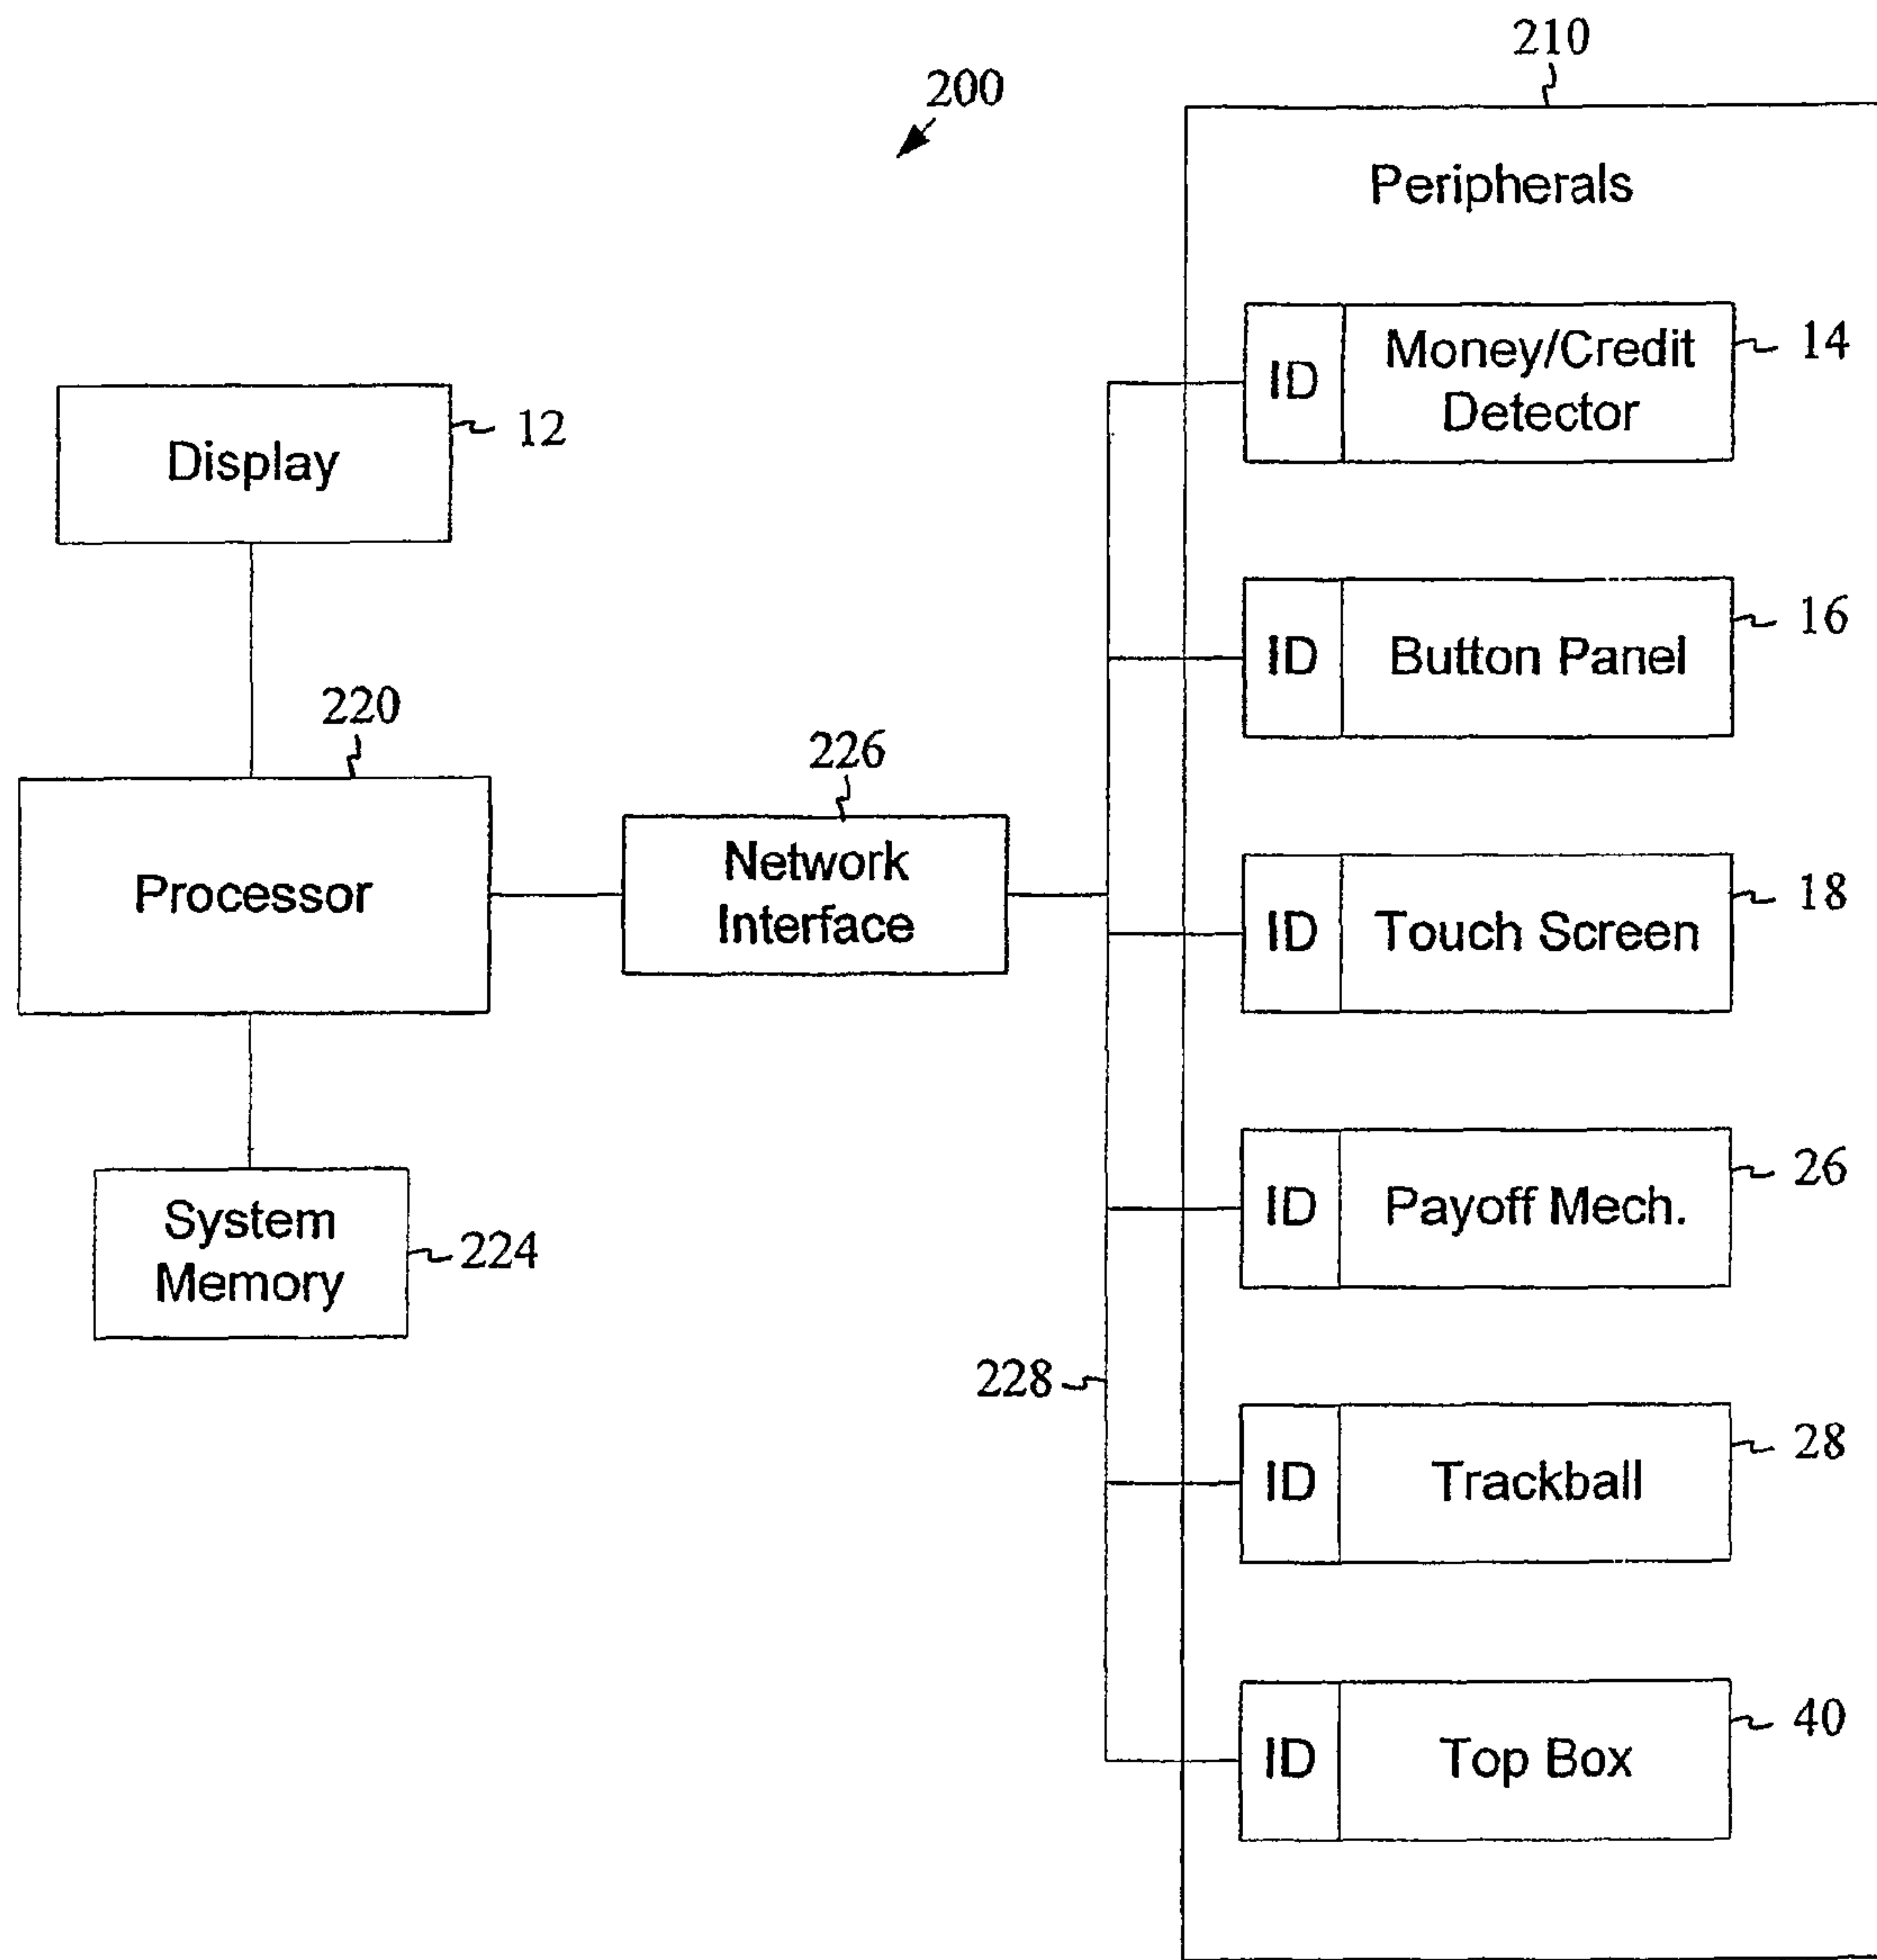 210
200
Peripherals
ID
Money/Credit
Detector
14
Display
12
ID
Button Panel
16
220
226
Processor
Network
Interface
ID
Touch Screen
18
System
Memory
224
ID
Payoff Mech.
26
228
ID
Trackball
28
ID
Top Box
40